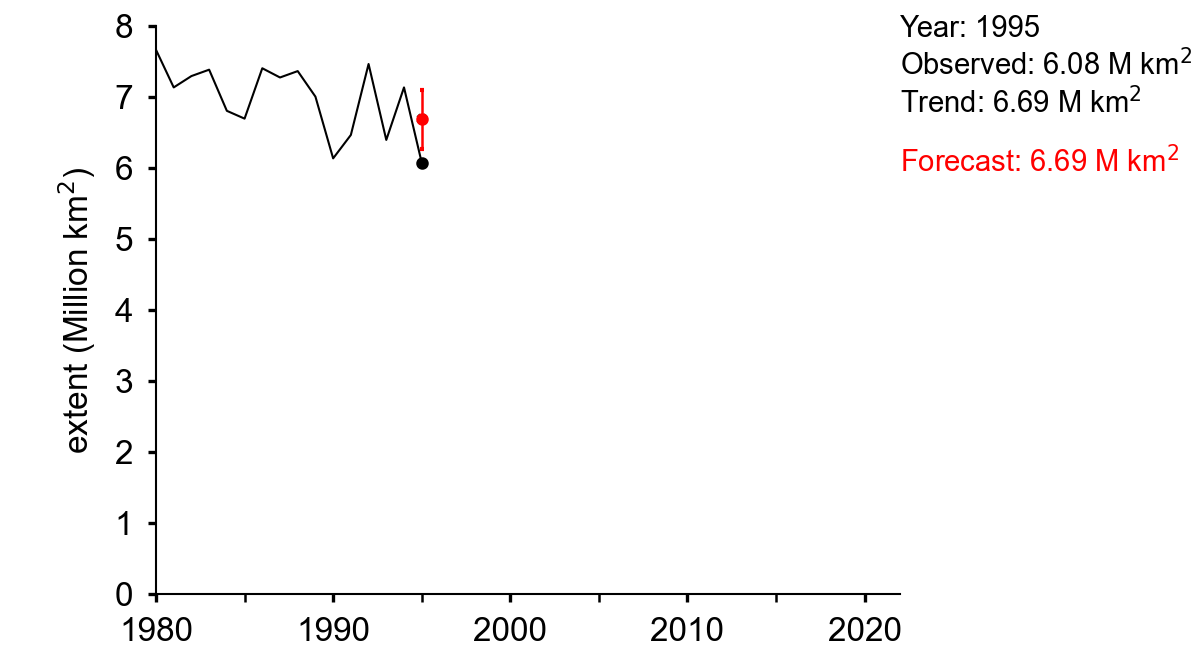 Year: 1995
Observed: 6.08 M km²
Trend: 6.69 M km²
Forecast: 6.69 M km²
extent (Million km²)
8
7
6
5
4
3
2
1
0
1980 1990 2000 2010 2020